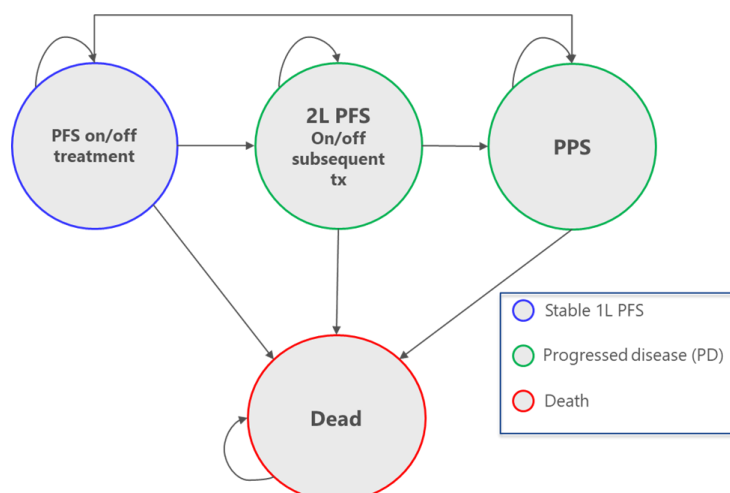 PFS on/off
treatment
2L PFS
On/off
subsequent
tx
PPS
Dead
Stable 1L PFS
Progressed disease (PD)
Death